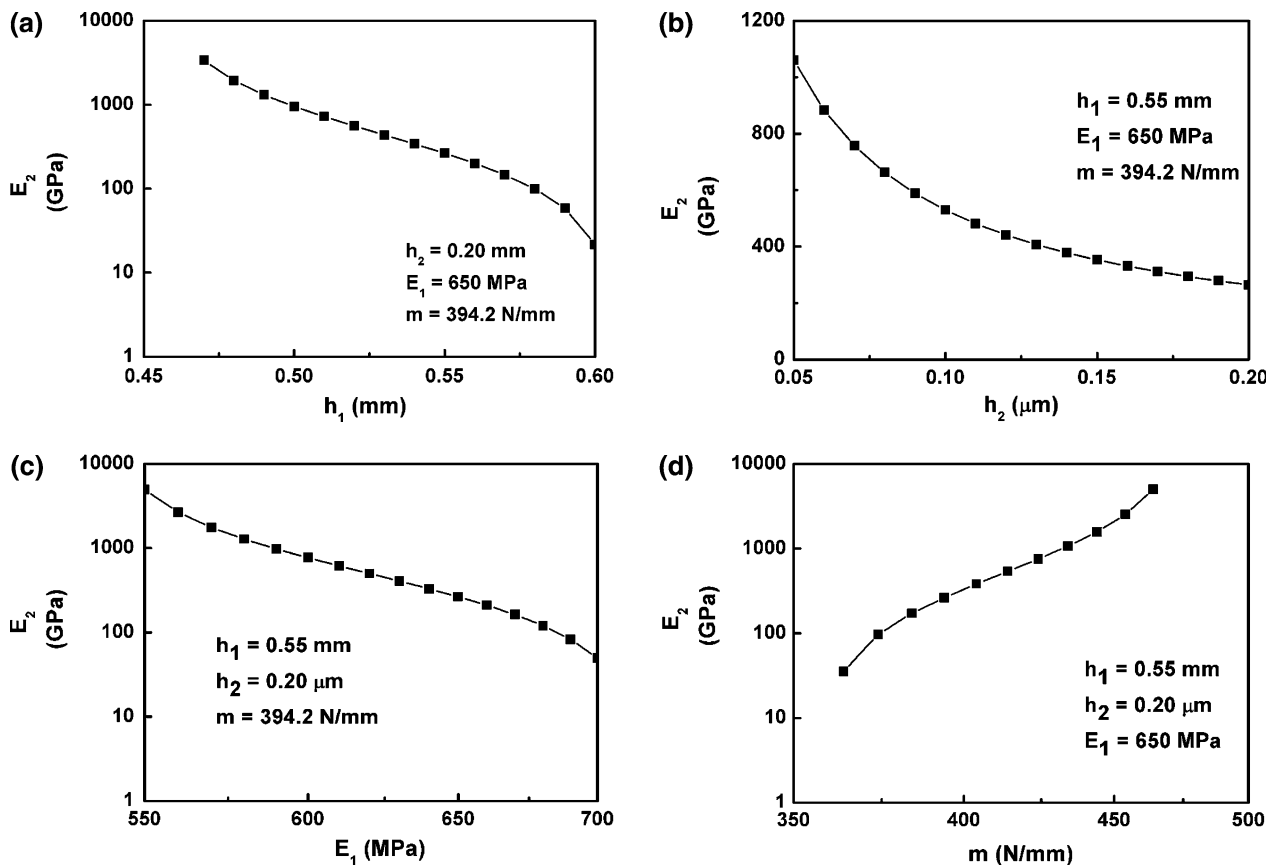 (a)
10000
1000
100
10
1
E2
(GPa)
h2 = 0.20 mm
E1 = 650 MPa
m = 394.2 N/mm
0.45 0.50 0.55 0.60
h1 (mm)
(b)
1200
800
400
0
E2
(GPa)
h1 = 0.55 mm
E1 = 650 MPa
m = 394.2 N/mm
0.05 0.10 0.15 0.20
h2 (μm)
(c)
10000
1000
100
10
1
E2
(GPa)
h1 = 0.55 mm
h2 = 0.20 μm
m = 394.2 N/mm
550 600 650 700
E1 (MPa)
(d)
10000
1000
100
10
1
E2
(GPa)
h1 = 0.55 mm
h2 = 0.20 μm
E1 = 650 MPa
350 400 450 500
m (N/mm)